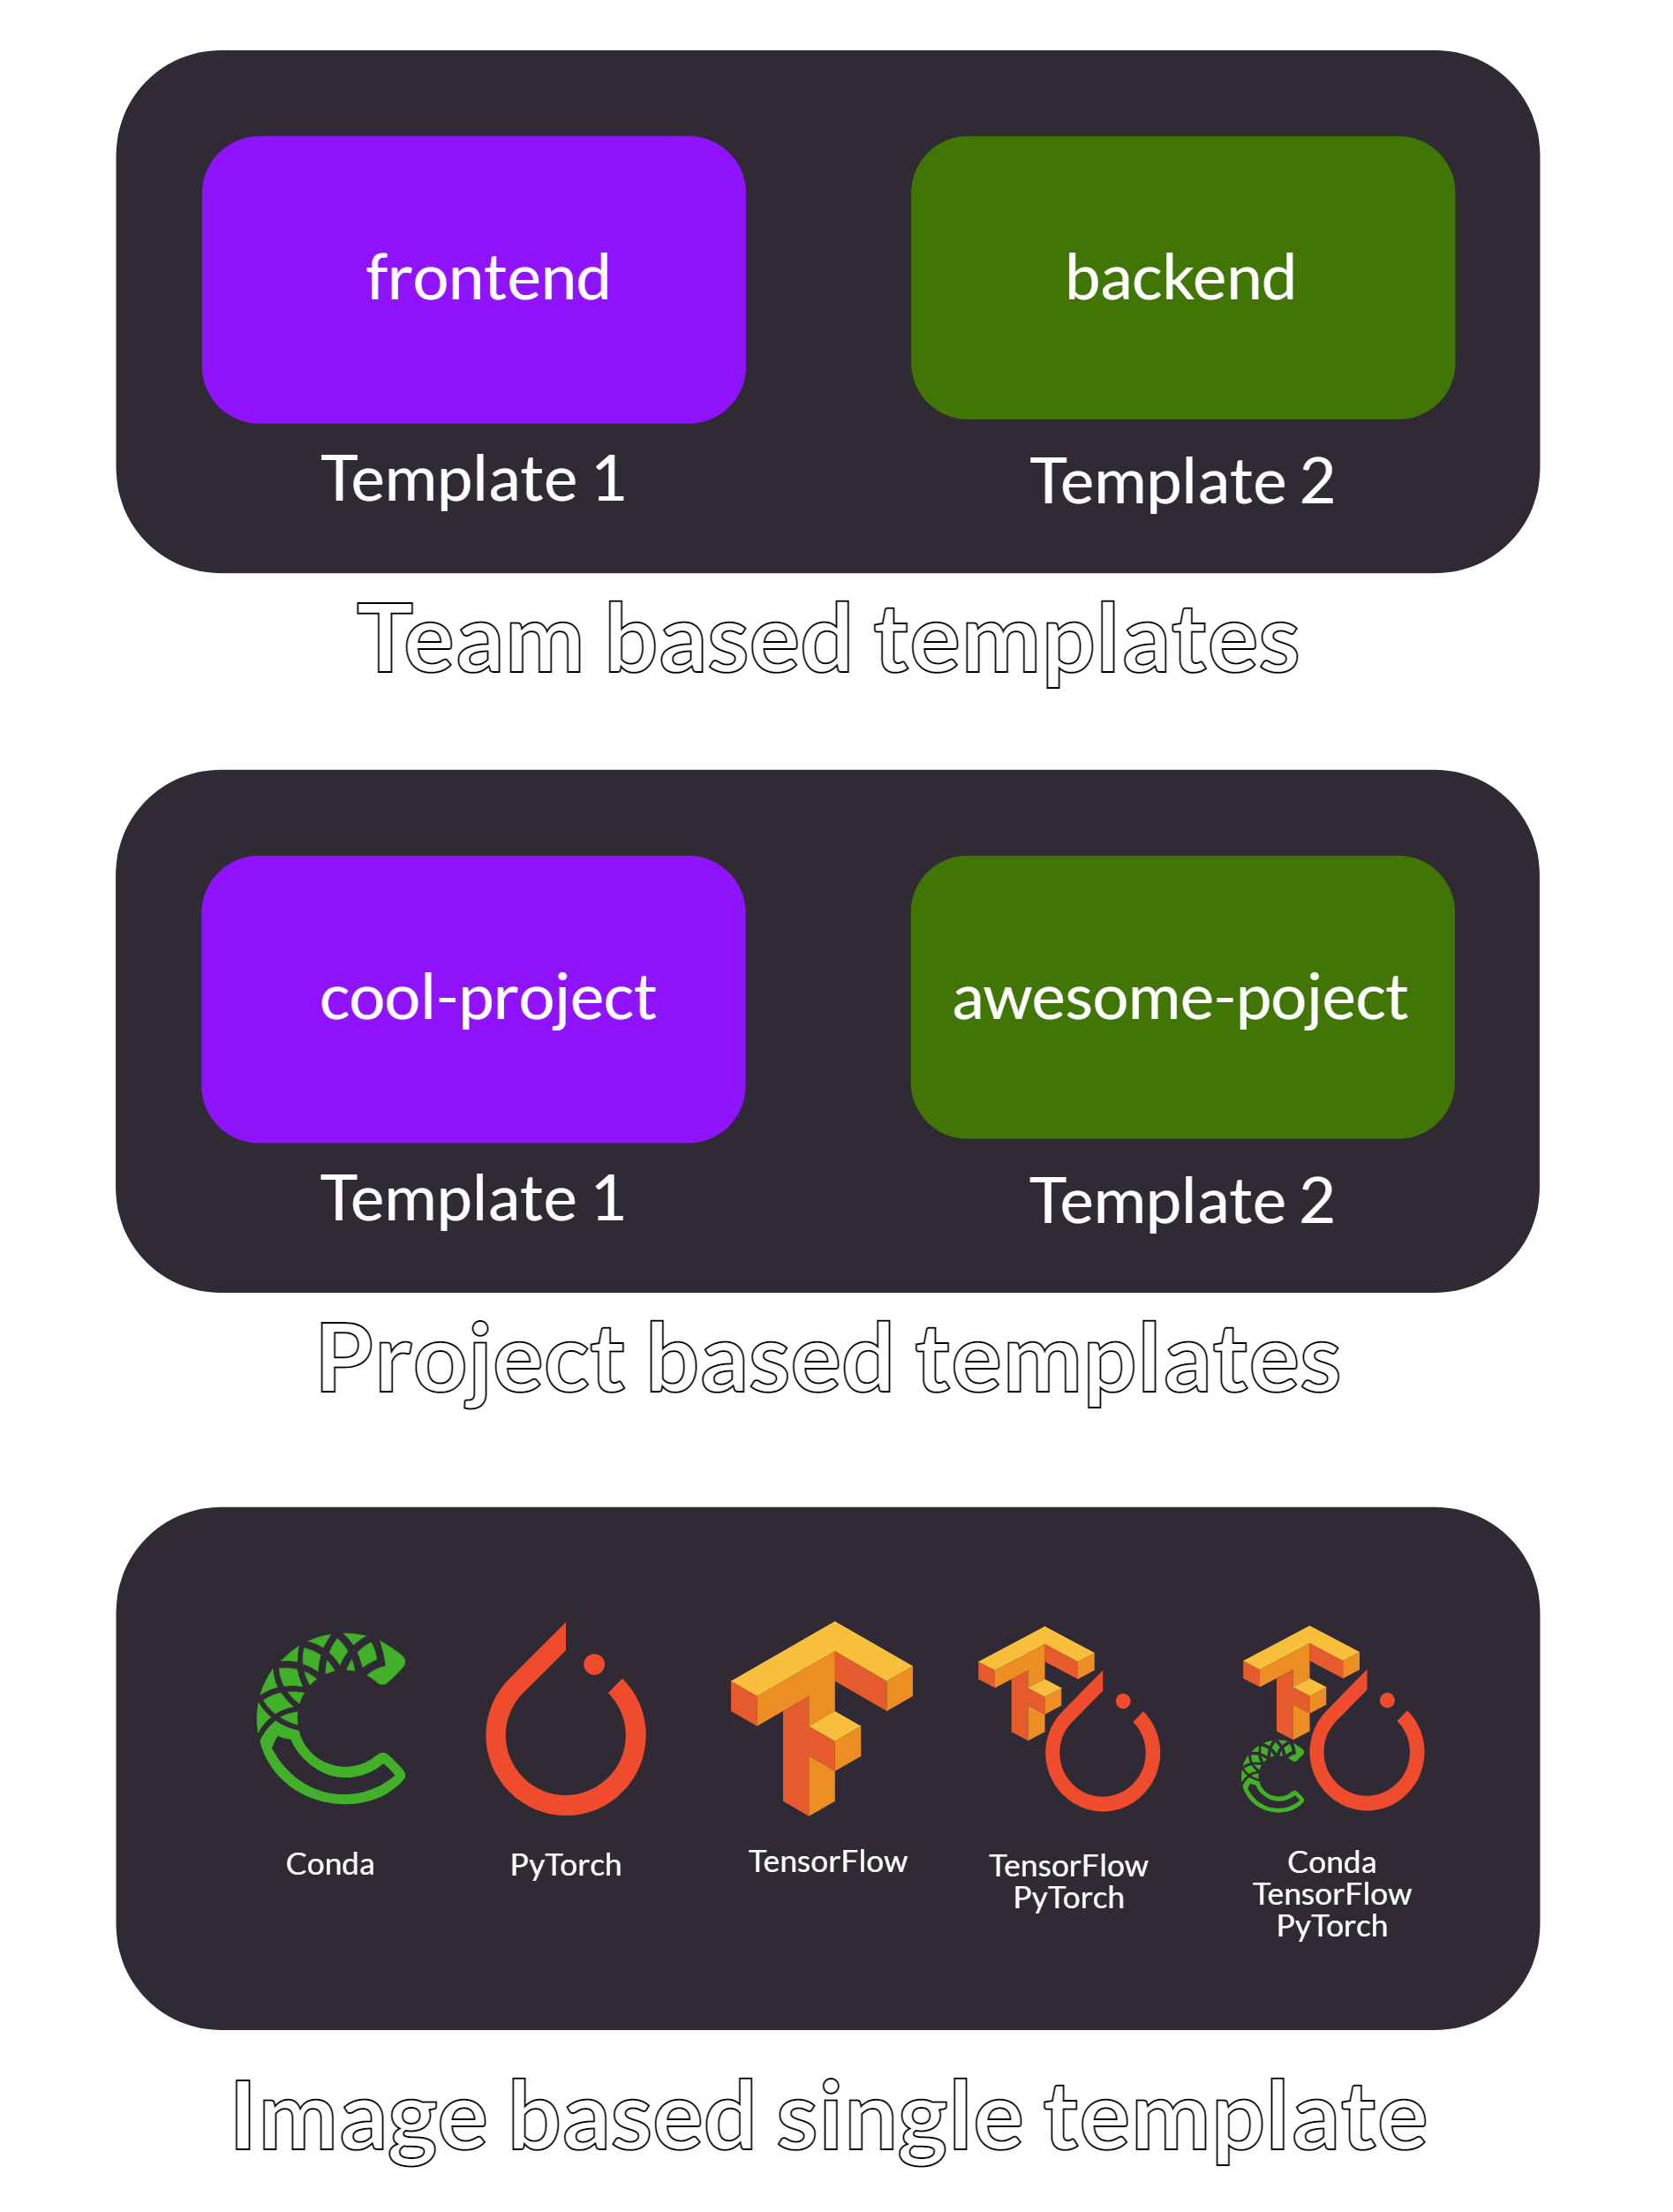 frontend
backend
Template 1
Template 2
Team based templates
cool-project
awesome-poject
Template 1
Template 2
Project based templates
Conda
PyTorch
TensorFlow
TensorFlow
PyTorch
Conda
TensorFlow
PyTorch
Image based single template